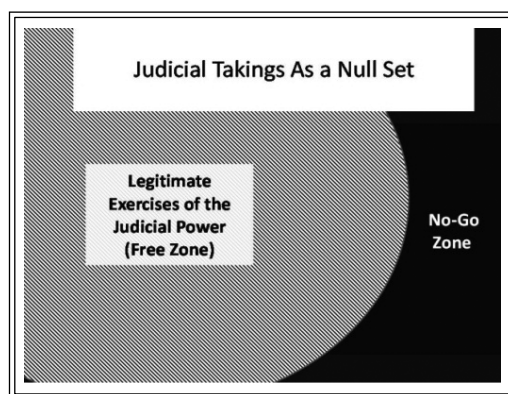 Judicial Takings As a Null Set
Legitimate
Exercises of the
Judicial Power
(Free Zone)
No-Go
Zone